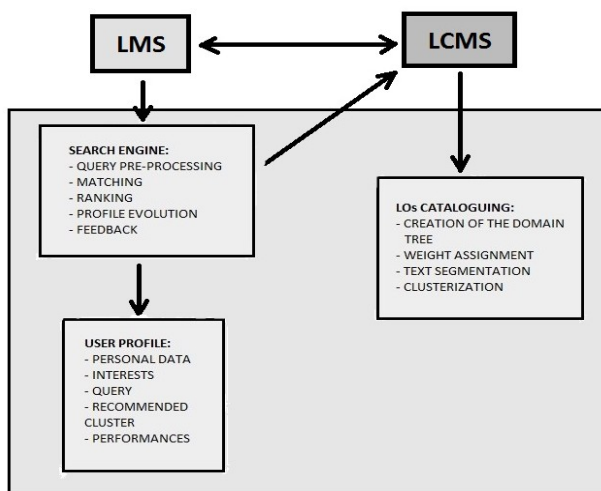 LMS
LCMS
SEARCH ENGINE:
- QUERY PRE-PROCESSING
- MATCHING
- RANKING
- PROFILE EVOLUTION
- FEEDBACK
LOs CATALOGUING:
- CREATION OF THE DOMAIN
TREE
- WEIGHT ASSIGNMENT
- TEXT SEGMENTATION
- CLUSTERIZATION
USER PROFILE:
- PERSONAL DATA
- INTERESTS
- QUERY
- RECOMMENDED
CLUSTER
- PERFORMANCES